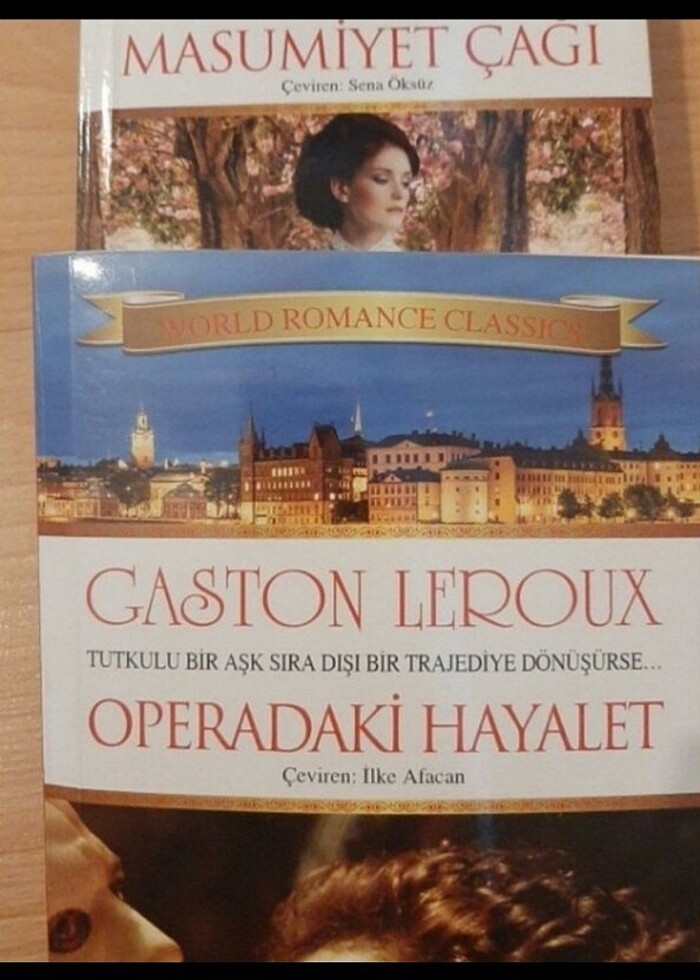 MASUMİYET ÇAĞI
Çeviren: Sena Öksüz
WORLD ROMANCE CLASSICS
GASTON LEROUX
TUTKULU BİR AŞK SIRA DIŞI BİR TRAJEDİYE DÖNÜŞÜRSE...
OPERADAKİ HAYALET
Çeviren: İlke Afacan